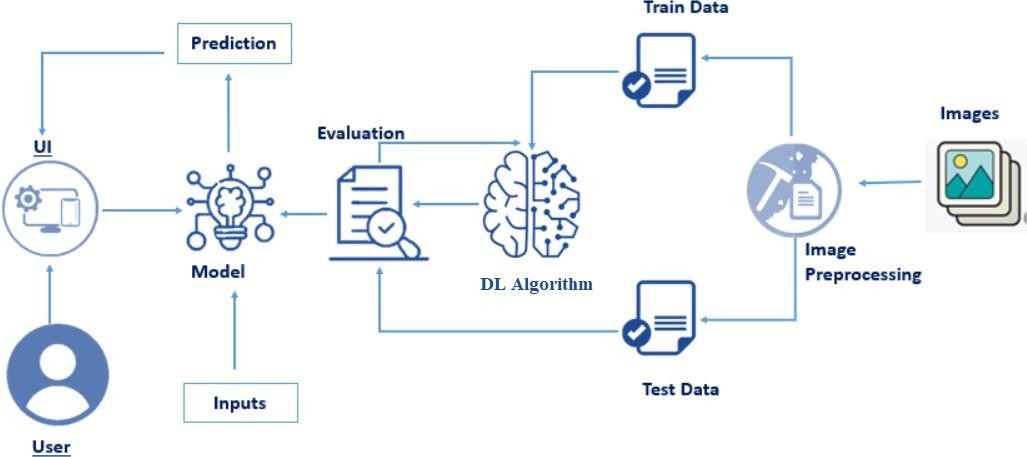 Train Data
Prediction
Images
Evaluation
UI
Image
Preprocessing
Model
DL Algorithm
Test Data
Inputs
User